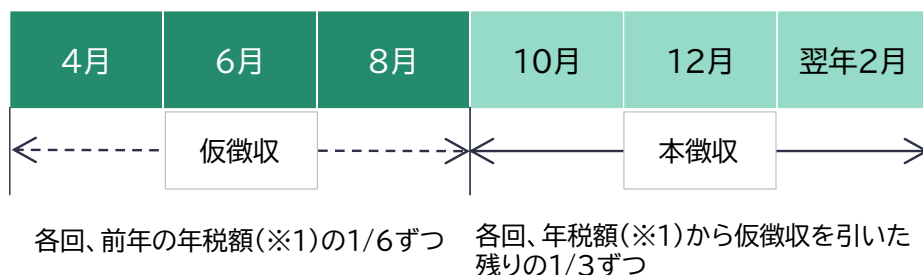 4月 6月 8月 10月 12月 翌年2月
仮徴収 本徴収
各回、前年の年税額(※1)の1/6ずつ
各回、年税額(※1)から仮徴収を引いた
残りの1/3ずつ